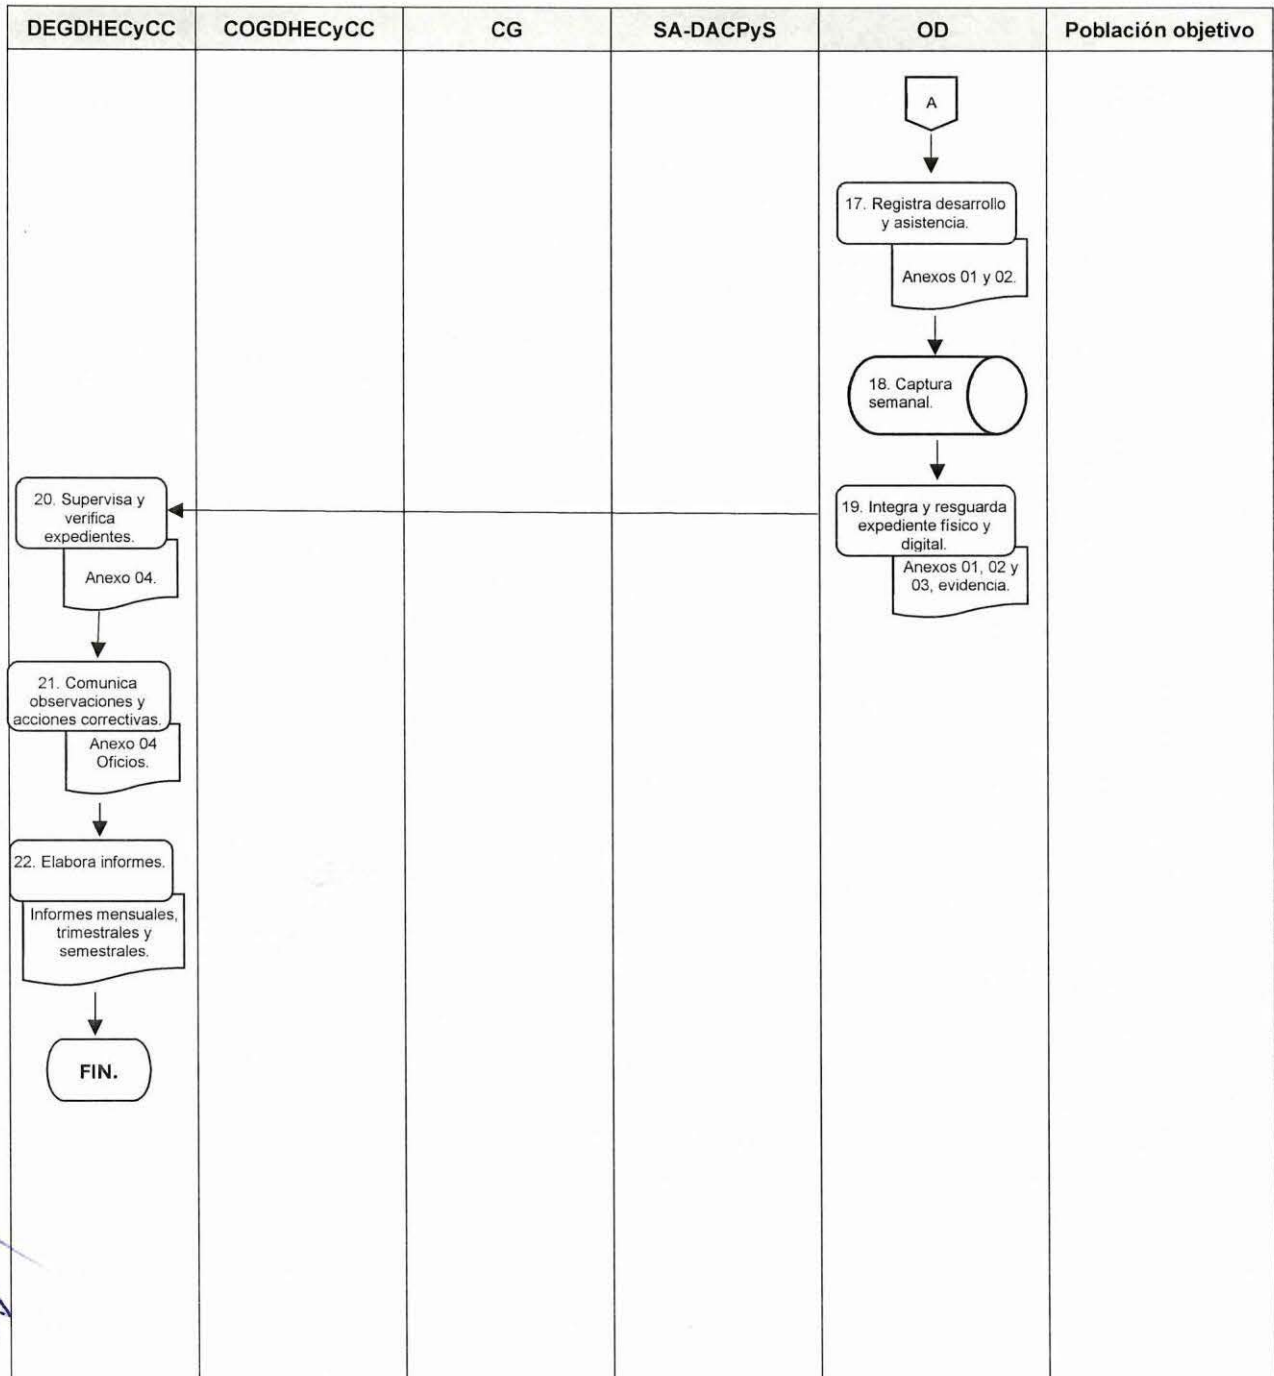 DEGDHECyCC COGDHECyCC CG SA-DACPyS OD Población objetivo
A
17. Registra desarrollo
y asistencia.
Anexos 01 y 02.
18. Captura
semanal.
19. Integra y resguarda
expediente físico y
digital.
Anexos 01, 02 y
03, evidencia.
20. Supervisa y
verifica
expedientes.
Anexo 04.
21. Comunica
observaciones y
acciones correctivas.
Anexo 04
Oficios.
22. Elabora informes.
Informes mensuales,
trimestrales y
semestrales.
FIN.